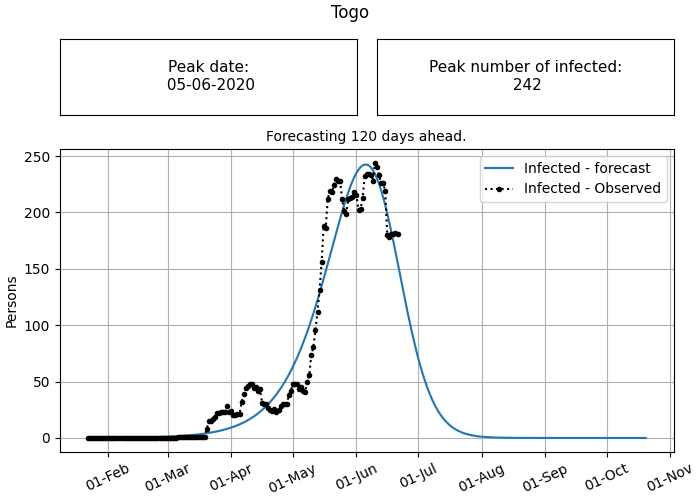 Togo
Peak date:
05-06-2020
Peak number of infected:
242
Forecasting 120 days ahead.
Infected - forecast
Infected - Observed
Persons
250
200
150
100
50
0
01-Feb
01-Mar
01-Apr
01-May
01-Jun
01-Jul
01-Aug
01-Sep
01-Oct
01-Nov